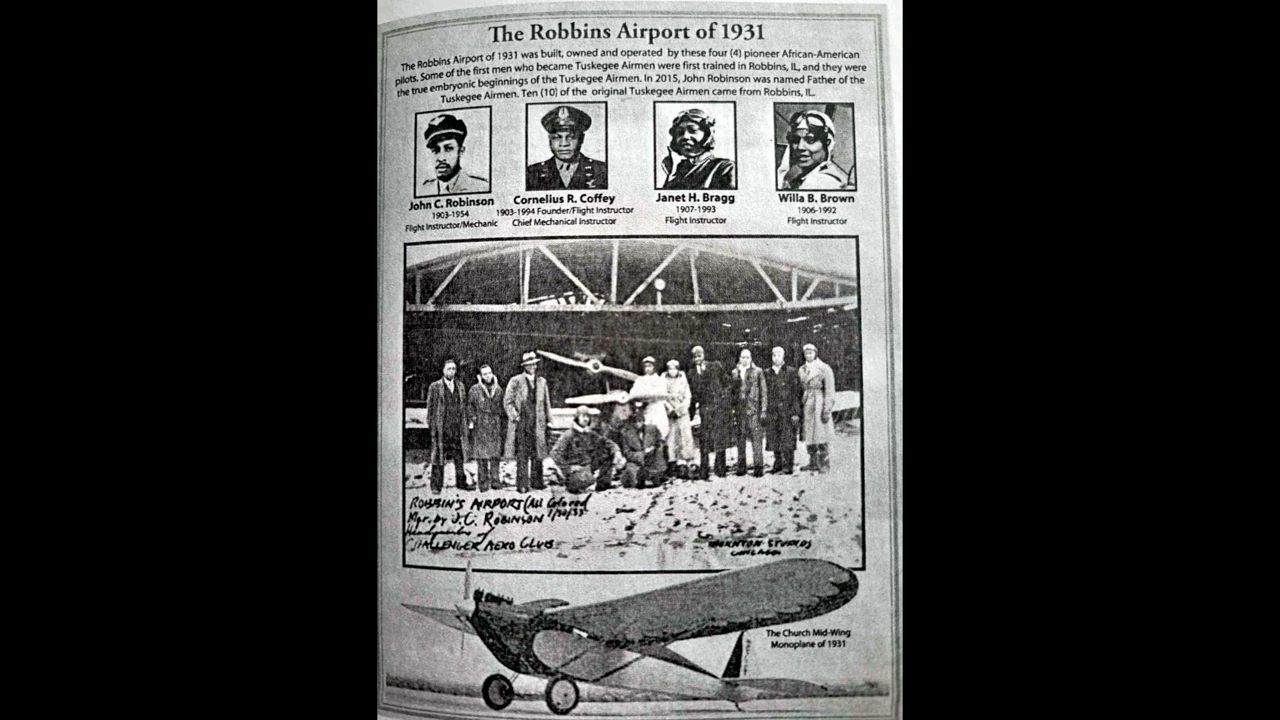 The Robbins Airport of 1931
The Robbins Airport of 1931 was built, owned and operated by these four (4) pioneer African-American
pilots. Some of the first men who became Tuskegee Airmen were first trained in Robbins, IL, and they were
the true embryonic beginnings of the Tuskegee Airmen. In 2015, John Robinson was named Father of the
Tuskegee Airmen. Ten (10) of the original Tuskegee Airmen came from Robbins, IL.
John C. Robinson
1903-1954
Flight Instructor/Mechanic
Cornelius R. Coffey
1903-1994 Founder/Flight Instructor
Chief Mechanical Instructor
Janet H. Bragg
1907-1993
Flight Instructor
Willa B. Brown
1906-1992
Flight Instructor
ROBBIN'S AIRPORT (All Colored
Mgr. by J.C. ROBINSON
Headquarters of
CHALLENGER AERO CLUB
THORNTON STUDIOS
CHICAGO
The Church Mid-Wing
Monoplane of 1931